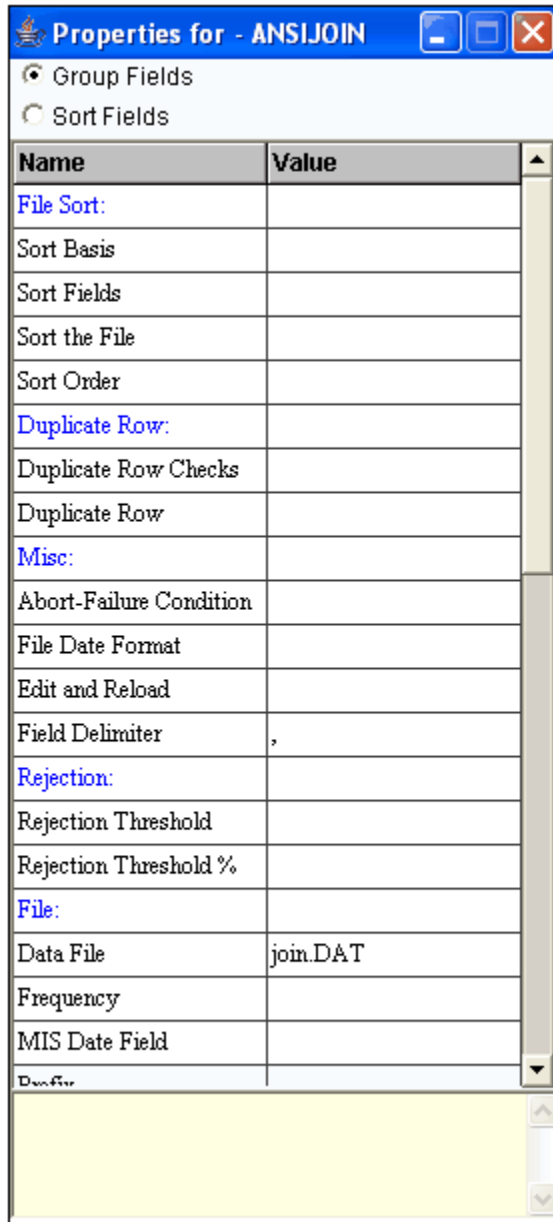 Properties for - ANSIJOIN
Group Fields
Sort Fields
Name Value
File Sort:
Sort Basis
Sort Fields
Sort the File
Sort Order
Duplicate Row:
Duplicate Row Checks
Duplicate Row
Misc:
Abort-Failure Condition
File Date Format
Edit and Reload
Field Delimiter ,
Rejection:
Rejection Threshold
Rejection Threshold %
File:
Data File join.DAT
Frequency
MIS Date Field
Prefix